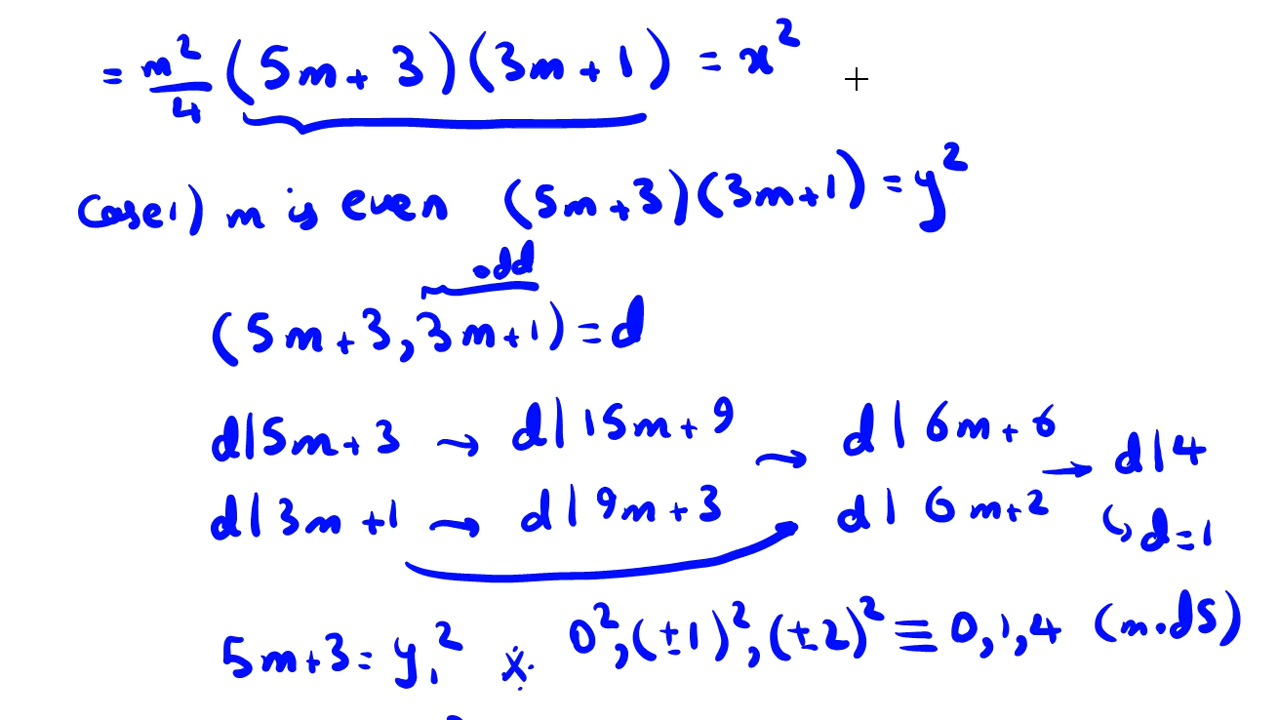 = m²/4 (5m+3)(3m+1) = x²
Case1) m is even (5m+3)(3m+1) = y²
odd
(5m+3, 3m+1) = d
d|5m+3 → d|15m+9 → d|6m+6 → d|4
d|3m+1 → d|9m+3 d|6m+2 ↪ d=1
5m+3 = y₁² ⨰ 0², (±1)², (±2)² ≡ 0,1,4 (mod5)